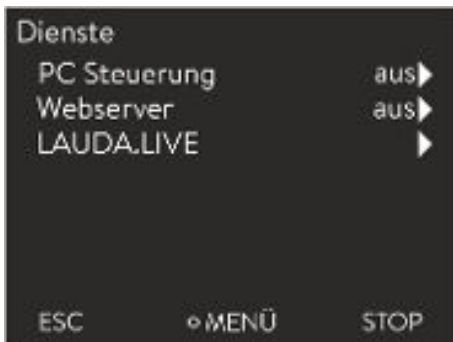 Dienste
PC Steuerung aus
Webserver aus
LAUDA.LIVE
ESC MENÜ STOP